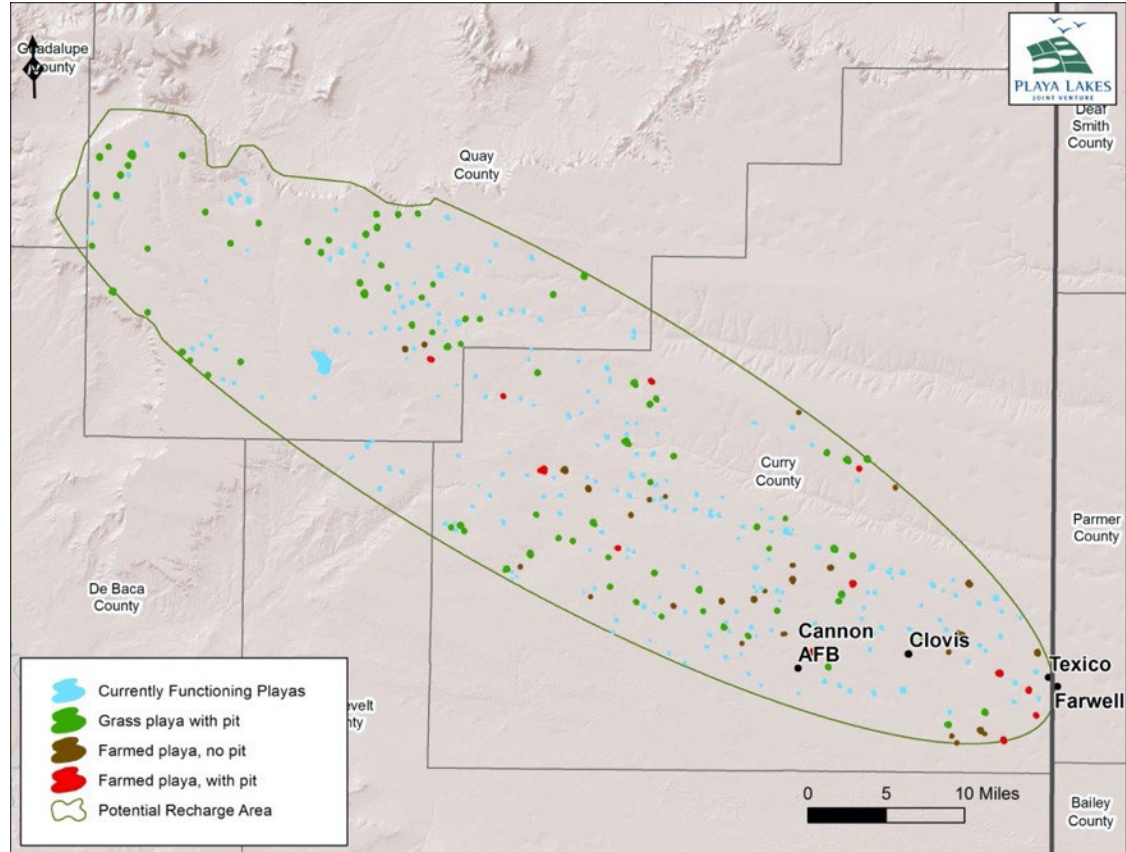 Guadalupe
County
N
PLAYA LAKES
JOINT VENTURE
Deaf
Smith
County
Quay
County
Curry
County
Parmer
County
De Baca
County
Cannon
AFB
Clovis
Texico
Farwell
Currently Functioning Playas
Grass playa with pit
Farmed playa, no pit
Farmed playa, with pit
Potential Recharge Area
0 5 10 Miles
Bailey
County